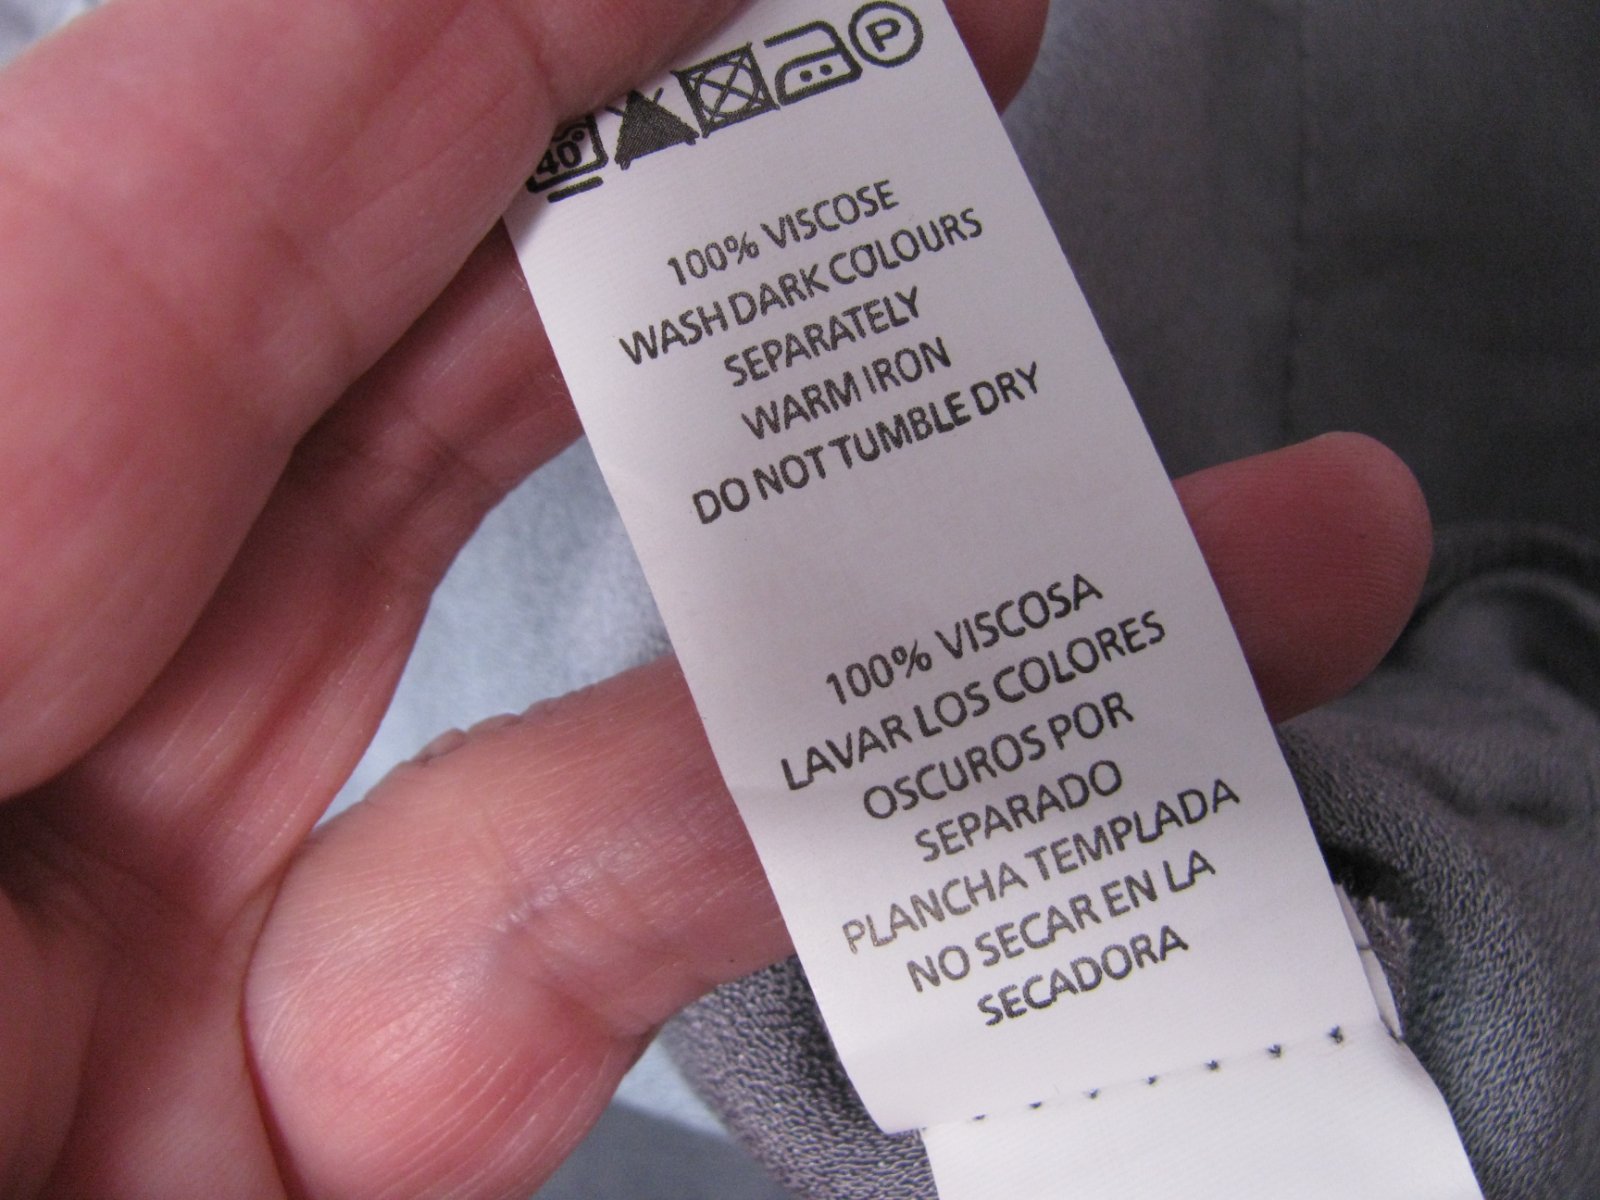 40°
P
100% VISCOSE
WASH DARK COLOURS
SEPARATELY
WARM IRON
DO NOT TUMBLE DRY
100% VISCOSA
LAVAR LOS COLORES
OSCUROS POR
SEPARADO
PLANCHA TEMPLADA
NO SECAR EN LA
SECADORA